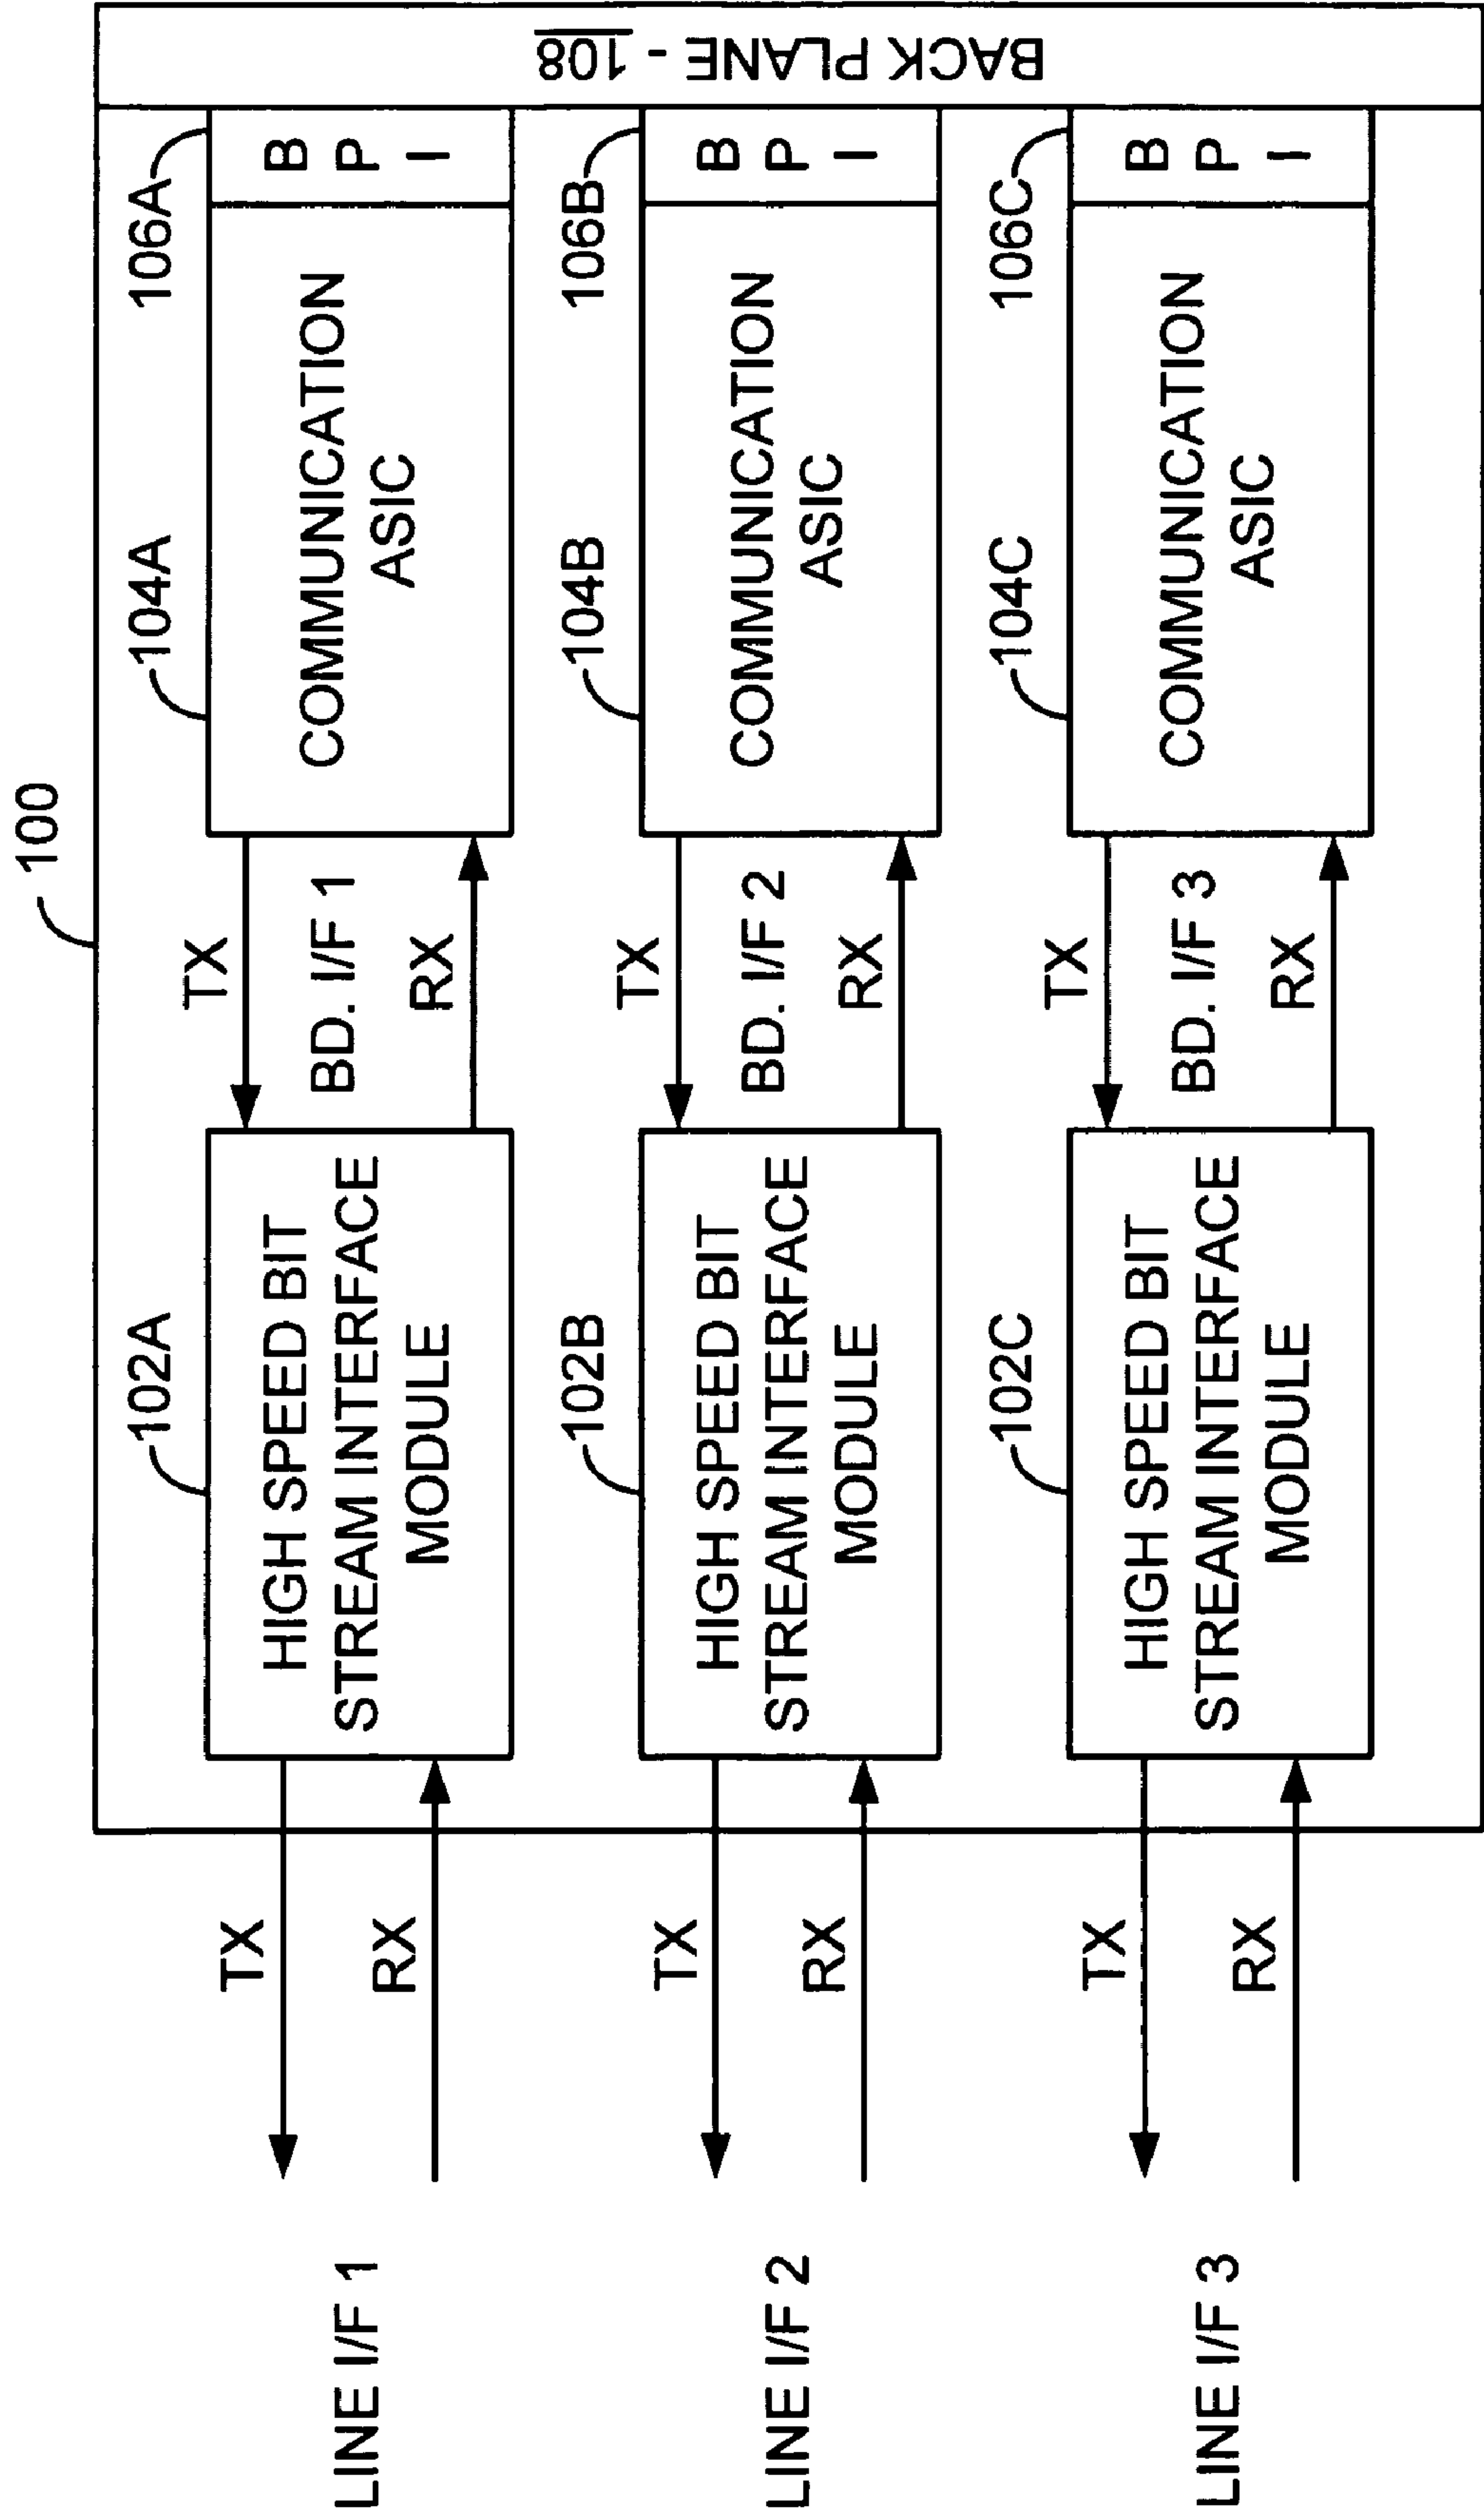 100
102A
104A
106A
LINE I/F 1
TX
RX
HIGH SPEED BIT
STREAM INTERFACE
MODULE
TX
BD. I/F 1
RX
COMMUNICATION
ASIC
B
P
I
102B
104B
106B
LINE I/F 2
TX
RX
HIGH SPEED BIT
STREAM INTERFACE
MODULE
TX
BD. I/F 2
RX
COMMUNICATION
ASIC
B
P
I
102C
104C
106C
LINE I/F 3
TX
RX
HIGH SPEED BIT
STREAM INTERFACE
MODULE
TX
BD. I/F 3
RX
COMMUNICATION
ASIC
B
P
I
BACK PLANE - 108